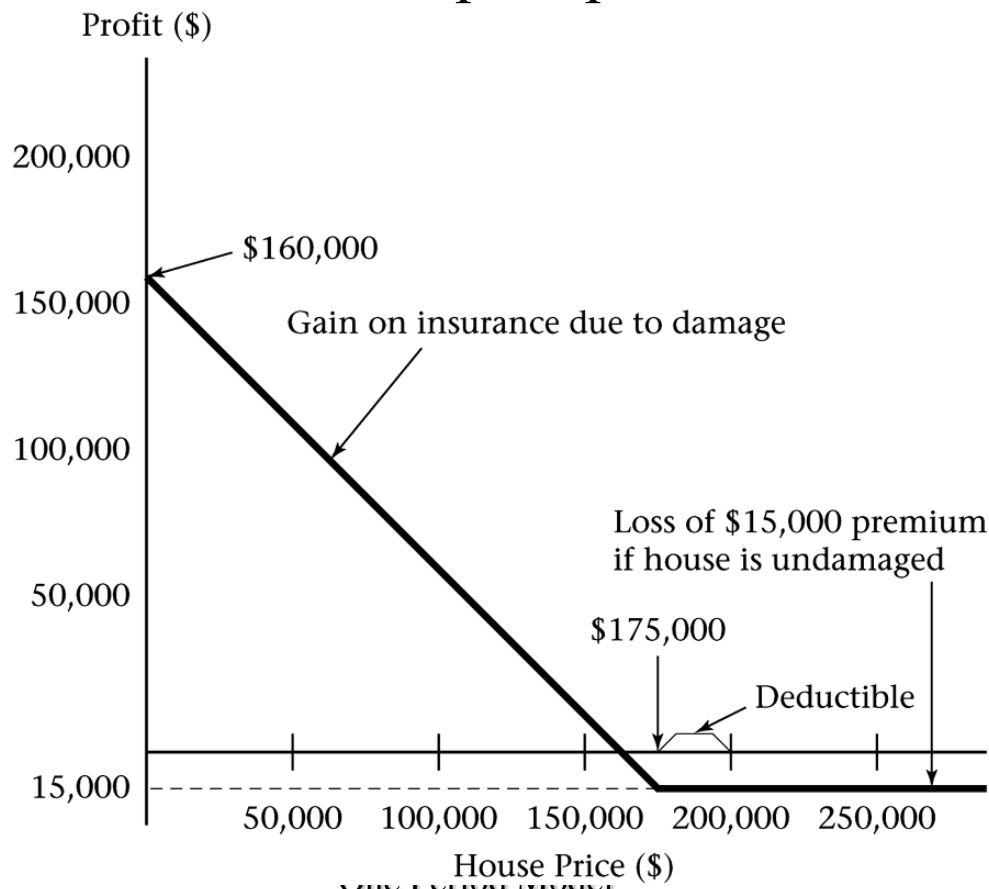 Profit ($)
200,000
$160,000
150,000
Gain on insurance due to damage
100,000
Loss of $15,000 premium
if house is undamaged
50,000
$175,000
Deductible
15,000
50,000 100,000 150,000 200,000 250,000
House Price ($)